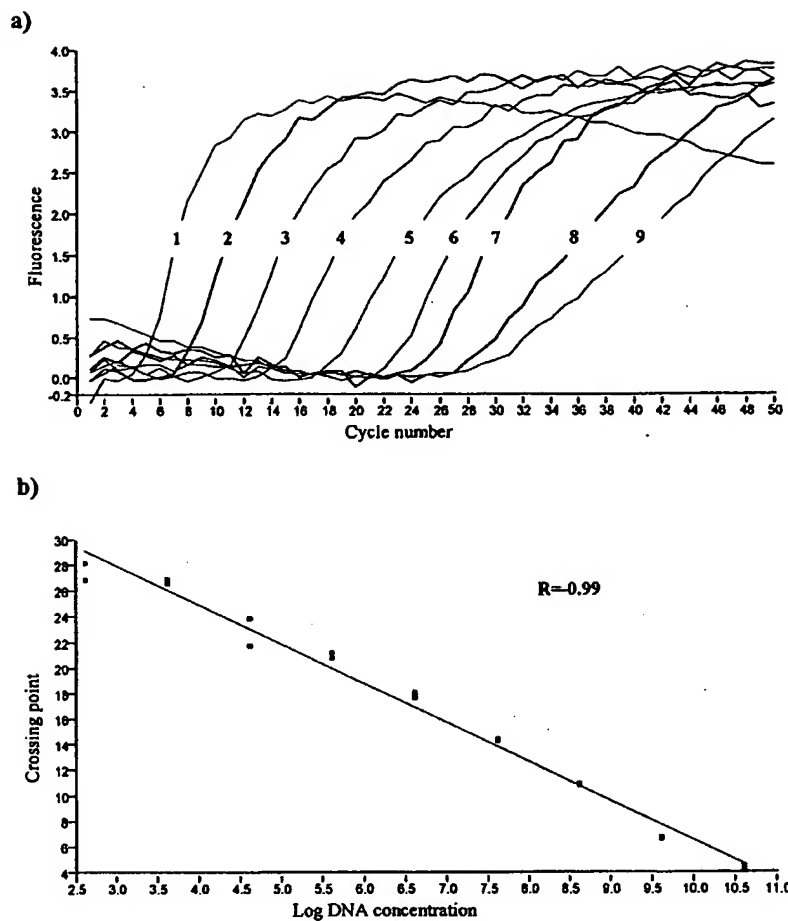 a)
4.0
3.5
3.0
2.5
2.0
1.5
1.0
0.5
0.0
-0.2
Fluorescence
1 2 3 4 5 6 7 8 9
0 2 4 6 8 10 12 14 16 18 20 22 24 26 28 30 32 34 36 38 40 42 44 46 48 50
Cycle number
b)
30
28
26
24
22
20
18
16
14
12
10
8
6
4
Crossing point
R=-0.99
2.5 3.0 3.5 4.0 4.5 5.0 5.5 6.0 6.5 7.0 7.5 8.0 8.5 9.0 9.5 10.0 10.5 11.0
Log DNA concentration